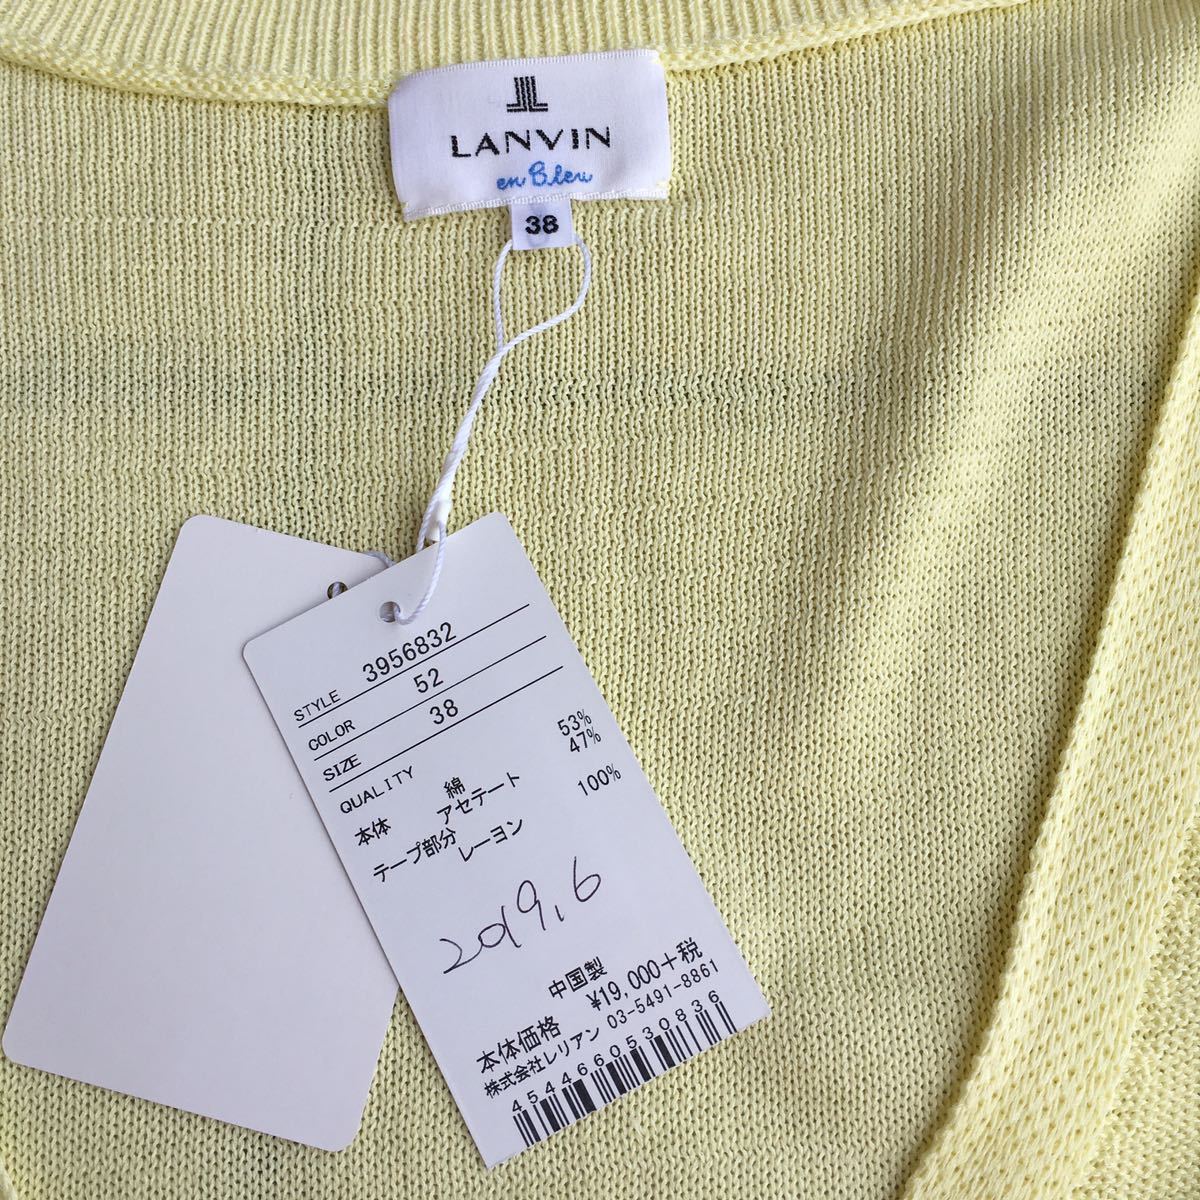 LANVIN
en Bleu
38
STYLE 3956832
COLOR 52
SIZE 38
QUALITY
本体 綿 53%
アセテート 47%
テープ部分
レーヨン 100%
2019.6
中国製
本体価格 ¥19,000+税
株式会社レリアン 03-5491-8861
4544660530836